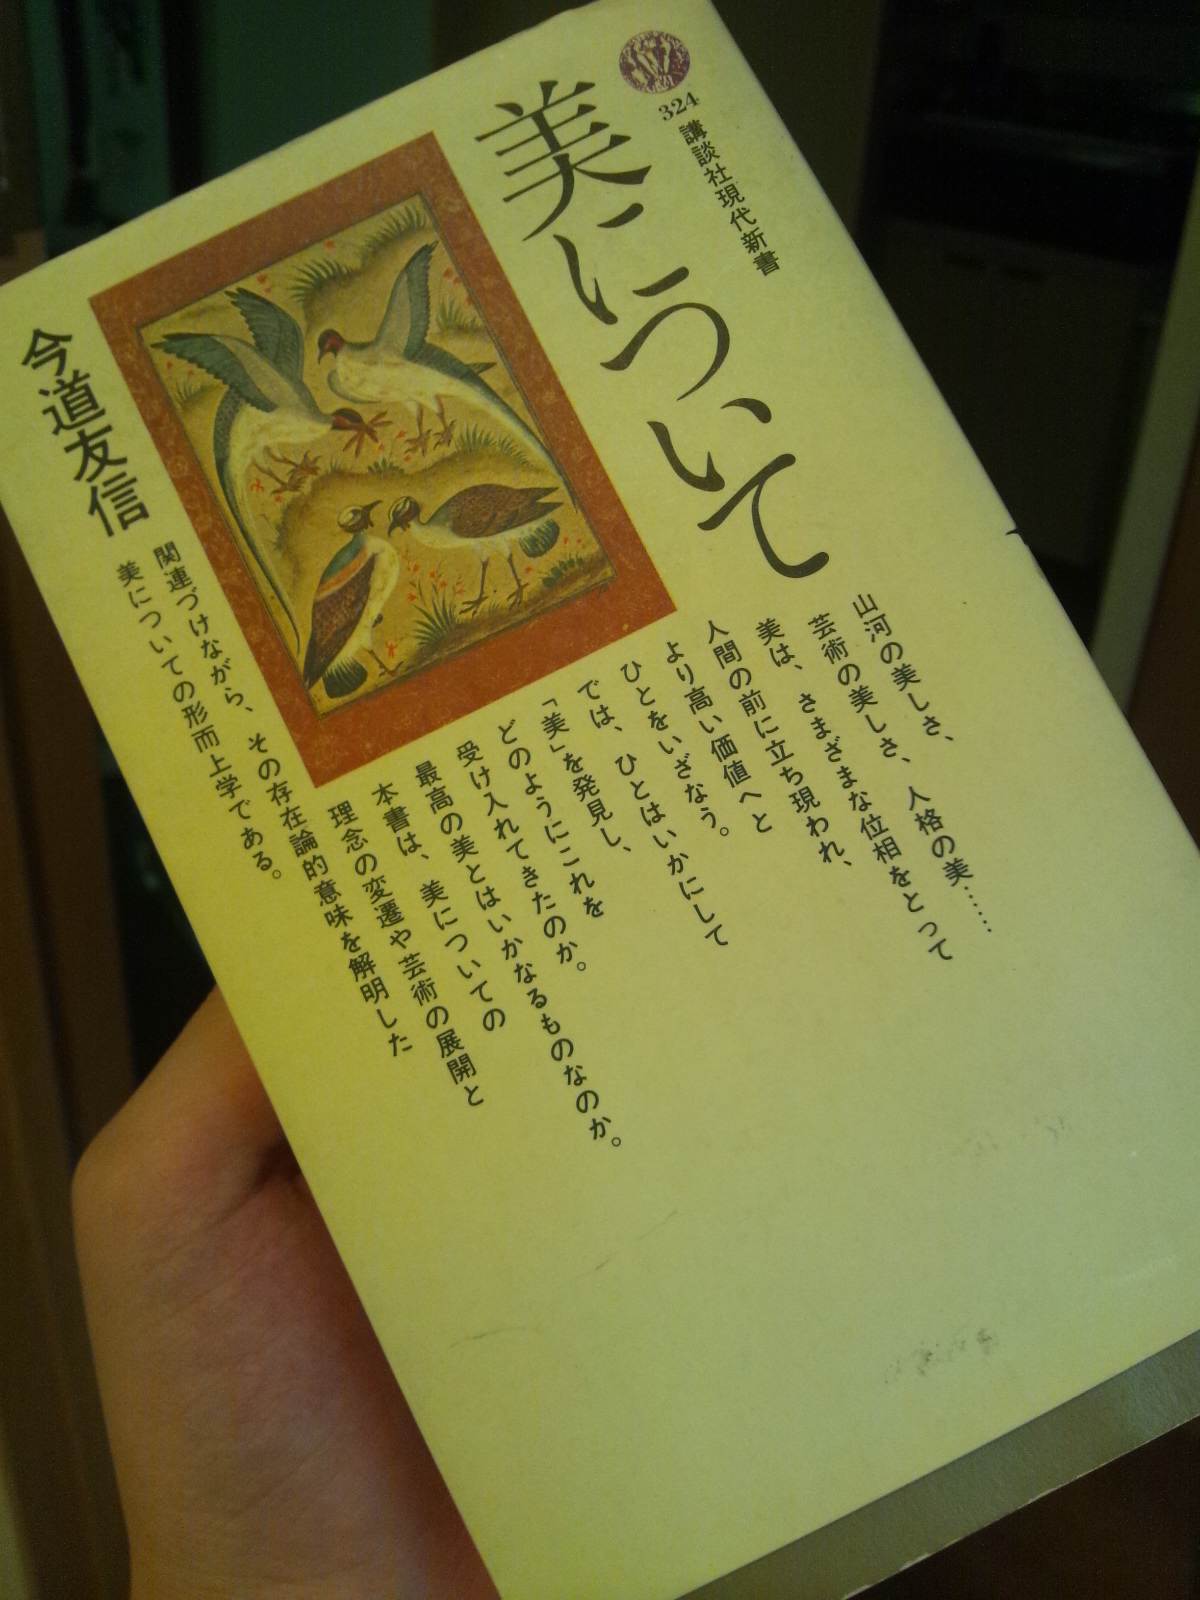 324 講談社現代新書
美について
山河の美しさ、
芸術の美しさ、人格の美……
美は、さまざまな位相をとって
人間の前に立ち現われ、
より高い価値へと
ひとをいざなう。
では、ひとはいかにして
「美」を発見し、
どのようにこれを
受け入れてきたのか。
最高の美とはいかなるものなのか。
本書は、美についての
理念の変遷や芸術の展開と
関連づけながら、その存在論的意味を解明した
美についての形而上学である。
今道友信